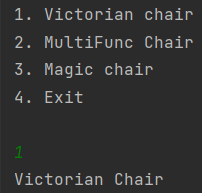 1. Victorian chair
2. MultiFunc Chair
3. Magic chair
4. Exit
1
Victorian Chair